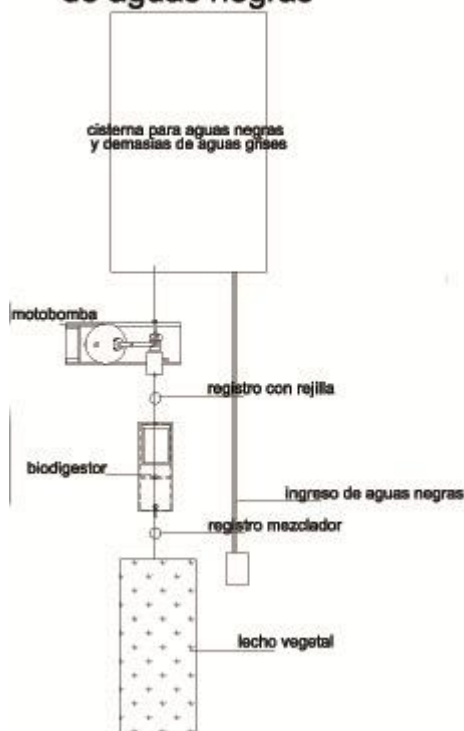 de aguas negras
cisterna para aguas negras
y demasías de aguas grises
motobomba
registro con rejilla
biodigestor
ingreso de aguas negras
registro mezclador
lecho vegetal